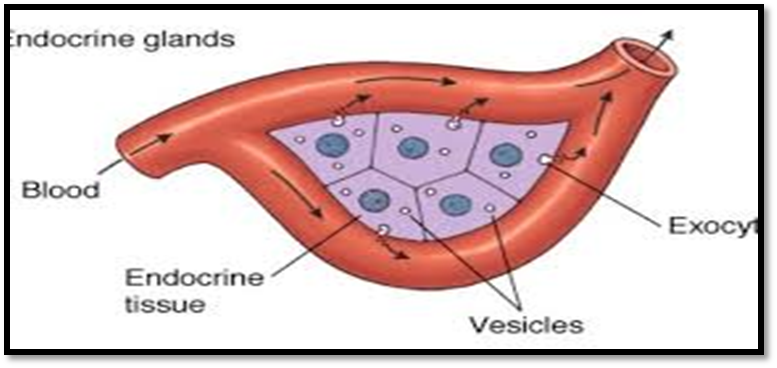 Endocrine glands
Blood
Exocyt
Endocrine
tissue
Vesicles